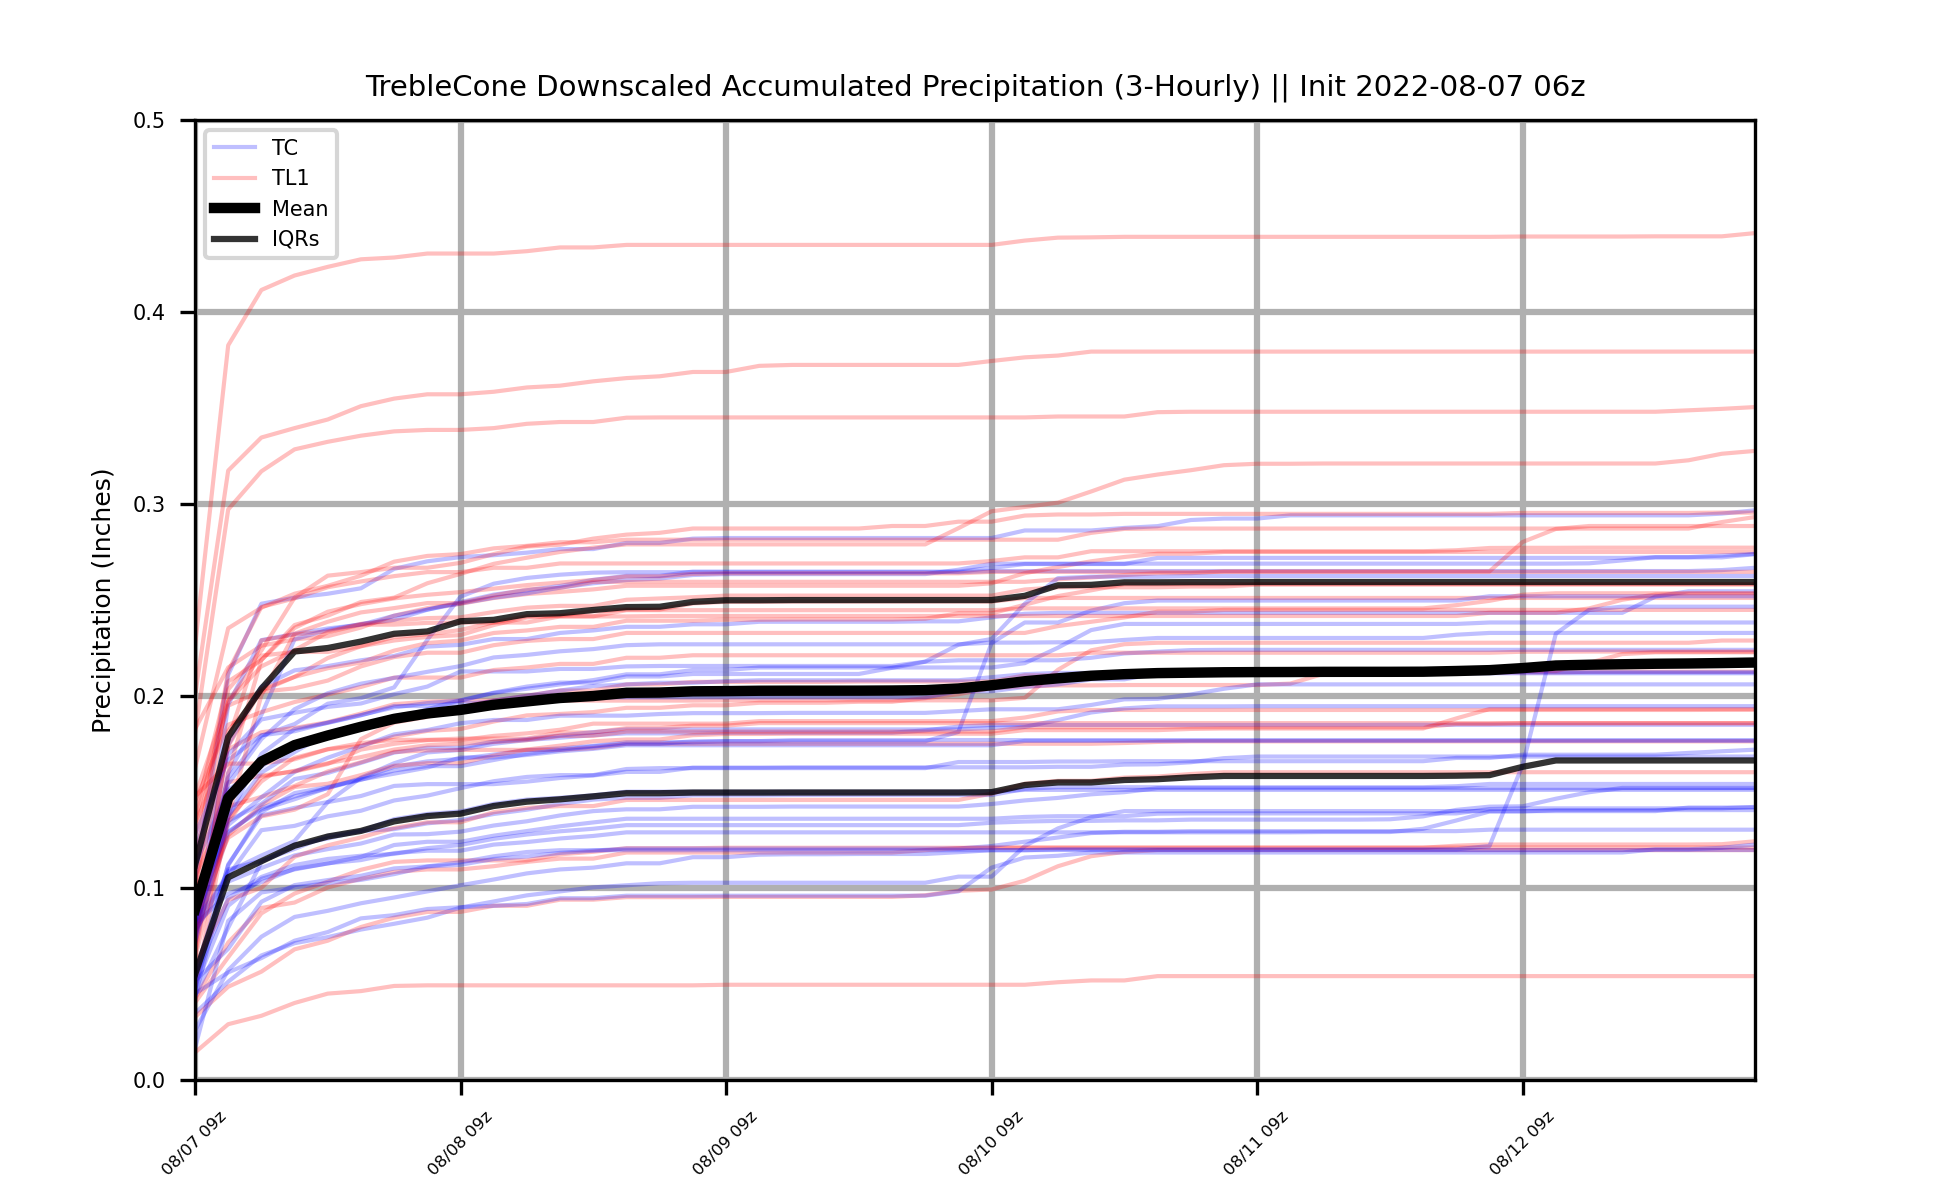 TrebleCone Downscaled Accumulated Precipitation (3-Hourly) || Init 2022-08-07 06z
TC
TL1
Mean
IQRs
Precipitation (Inches)
0.5
0.4
0.3
0.2
0.1
0.0
08/07 09z
08/08 09z
08/09 09z
08/10 09z
08/11 09z
08/12 09z